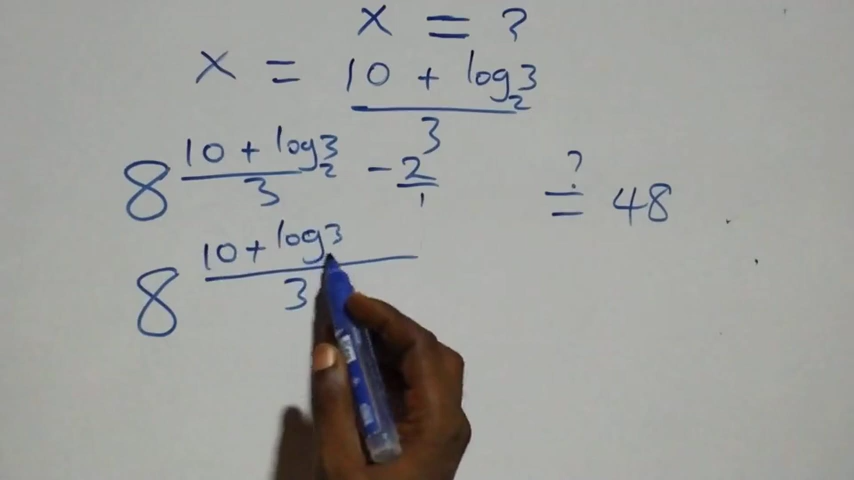 x = ?
x = 10 + log₂3 / 3
8^((10 + log₂3)/3 - 2/1) ?= 48
8^((10 + log3)/3)